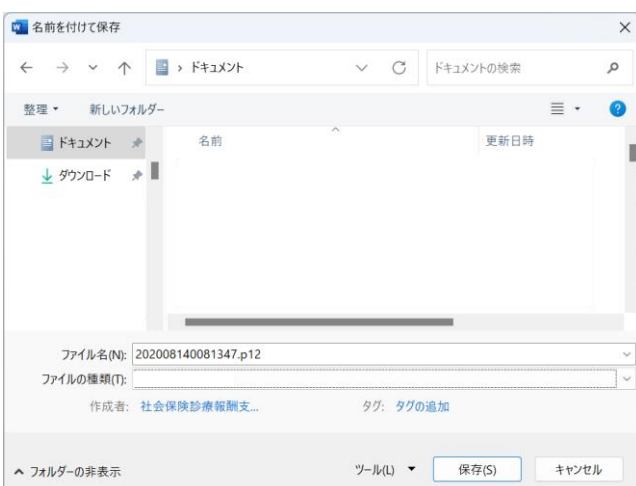 名前を付けて保存
ドキュメント
ドキュメントの検索
整理 新しいフォルダー
ドキュメント
ダウンロード
名前 更新日時
ファイル名(N): 202008140081347.p12
ファイルの種類(T):
作成者: 社会保険診療報酬支... タグ: タグの追加
フォルダーの非表示 ツール(L) 保存(S) キャンセル